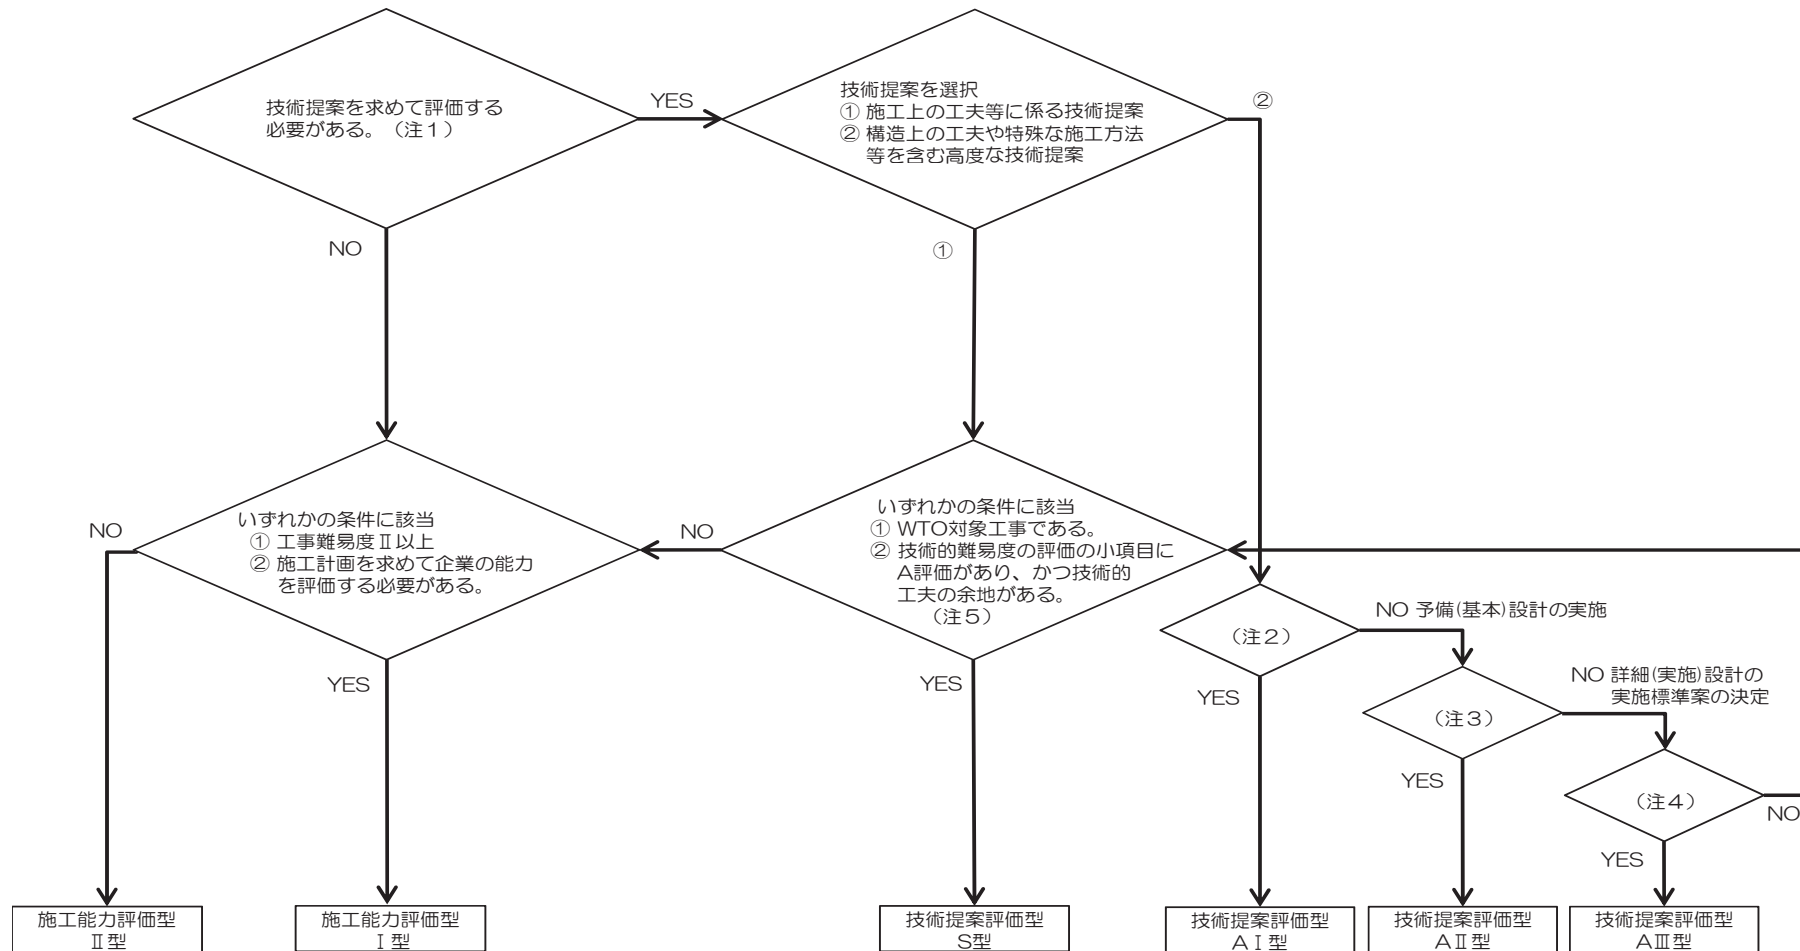 技術提案を求めて評価する
必要がある。（注１）
YES
技術提案を選択
① 施工上の工夫等に係る技術提案
② 構造上の工夫や特殊な施工方法
等を含む高度な技術提案
②
NO
①
いずれかの条件に該当
① 工事難易度Ⅱ以上
② 施工計画を求めて企業の能力
を評価する必要がある。
NO
YES
いずれかの条件に該当
① WTO対象工事である。
② 技術的難易度の評価の小項目に
A評価があり、かつ技術的
工夫の余地がある。
（注５）
NO
YES
（注２）
YES
NO 予備(基本)設計の実施
（注３）
YES
NO 詳細(実施)設計の
実施標準案の決定
（注４）
NO
YES
施工能力評価型
Ⅱ型
施工能力評価型
Ⅰ型
技術提案評価型
S型
技術提案評価型
AⅠ型
技術提案評価型
AⅡ型
技術提案評価型
AⅢ型